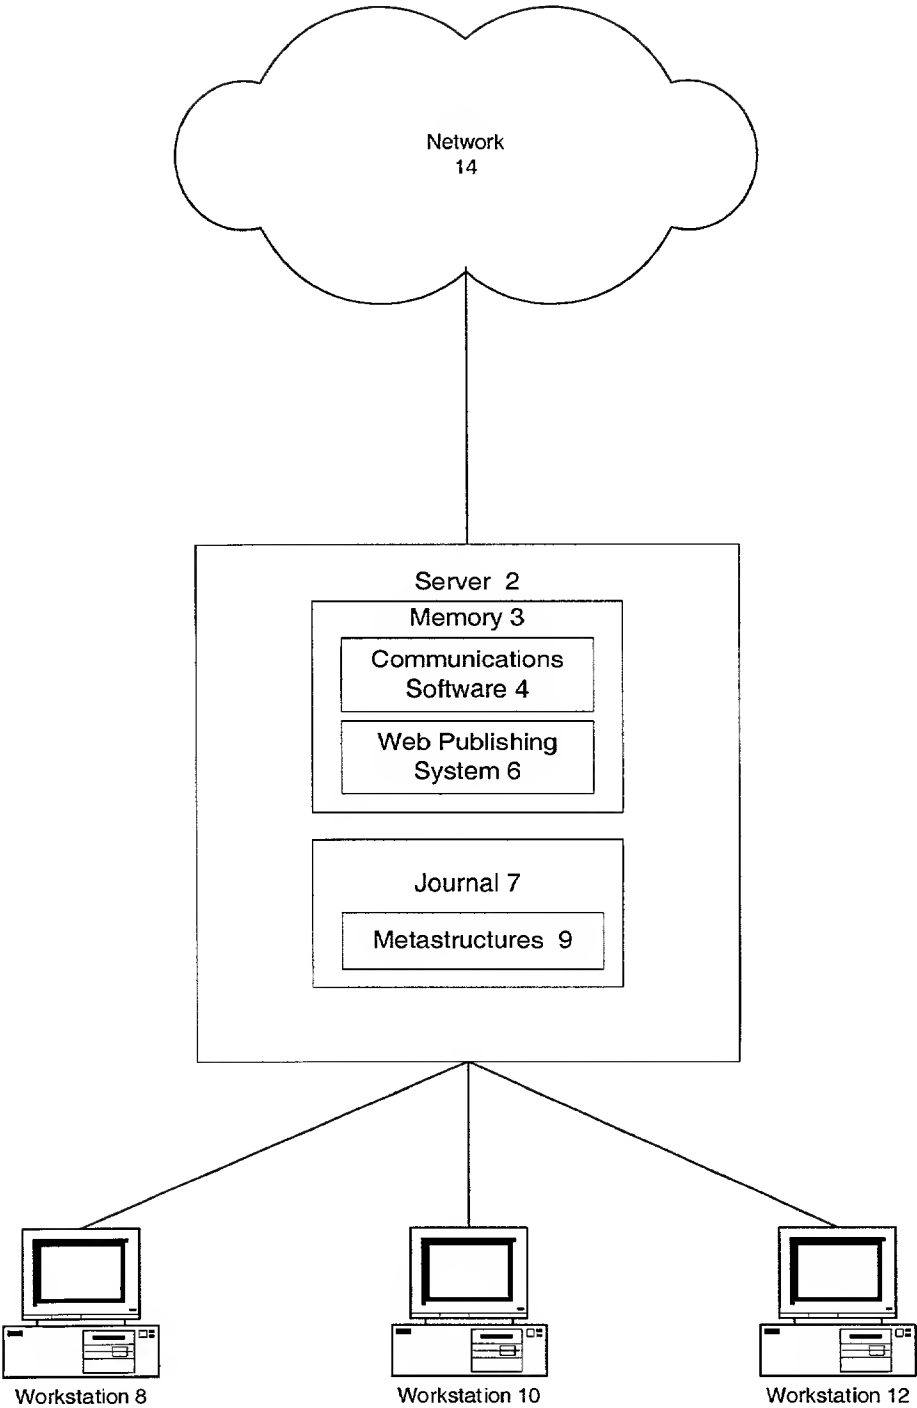 Network
14
Server 2
Memory 3
Communications
Software 4
Web Publishing
System 6
Journal 7
Metastructures 9
Workstation 8
Workstation 10
Workstation 12